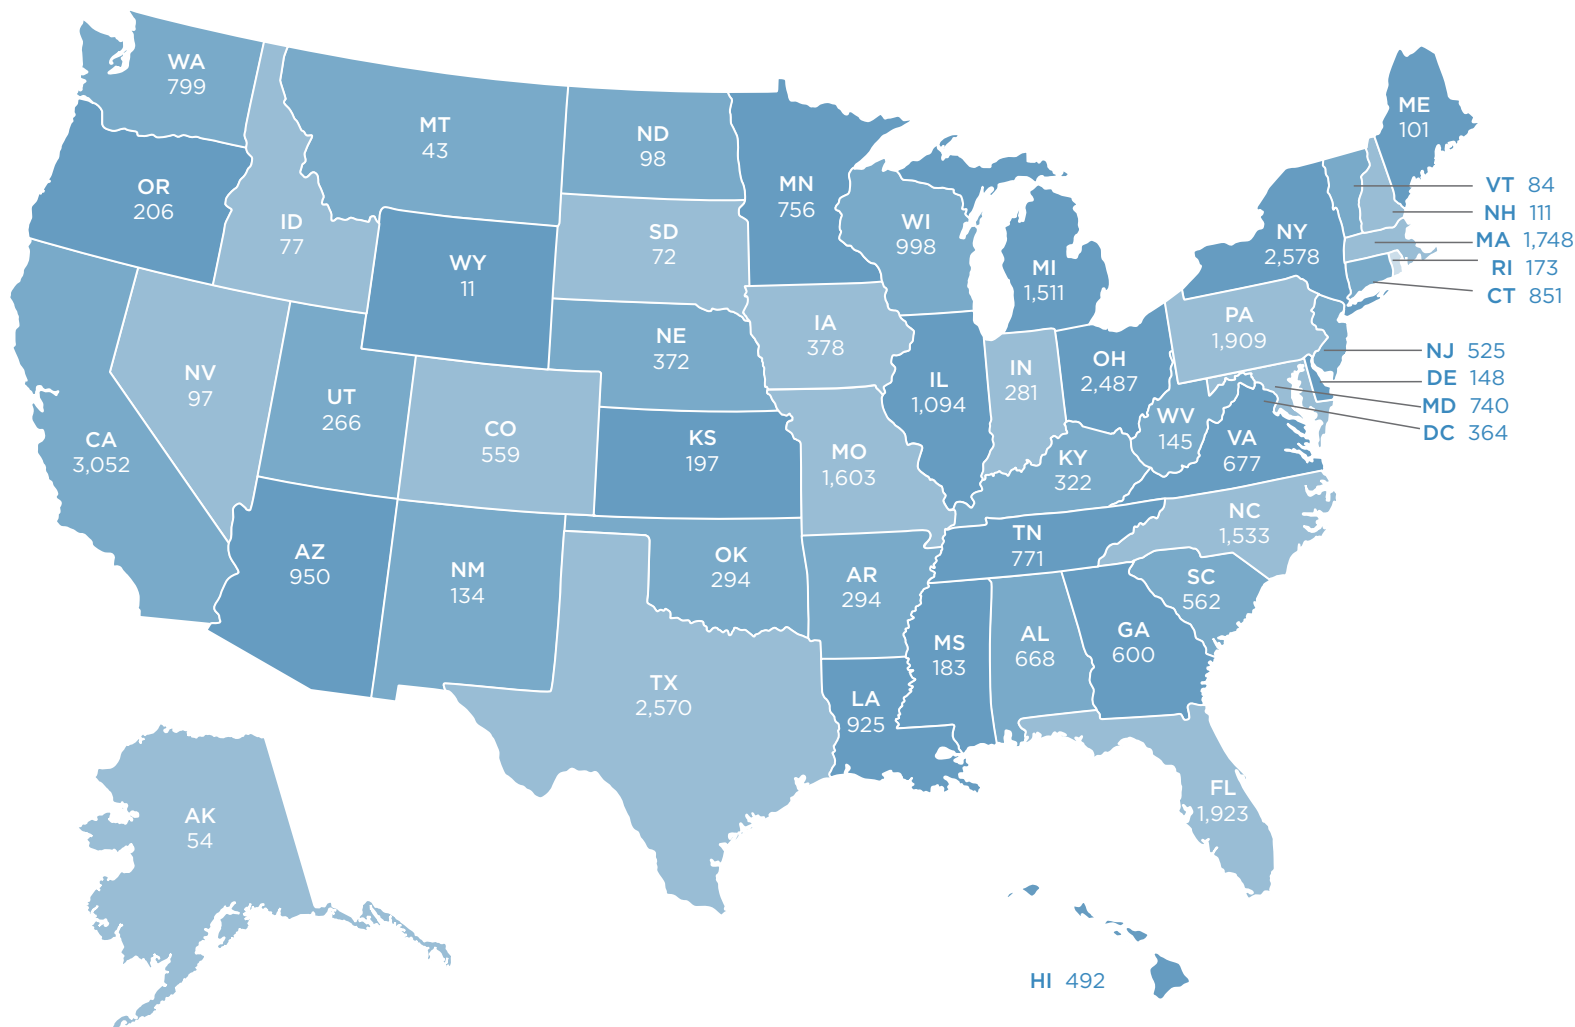 WA
799
MT
43
ND
98
MN
756
ME
101
OR
206
ID
77
WY
11
SD
72
WI
998
MI
1,511
NY
2,578
VT 84
NH 111
MA 1,748
RI 173
CT 851
NV
97
UT
266
CO
559
NE
372
IA
378
IL
1,094
IN
281
OH
2,487
PA
1,909
NJ 525
DE 148
MD 740
DC 364
CA
3,052
KS
197
MO
1,603
KY
322
WV
145
VA
677
AZ
950
NM
134
OK
294
AR
294
TN
771
NC
1,533
SC
562
TX
2,570
LA
925
MS
183
AL
668
GA
600
FL
1,923
AK
54
HI 492